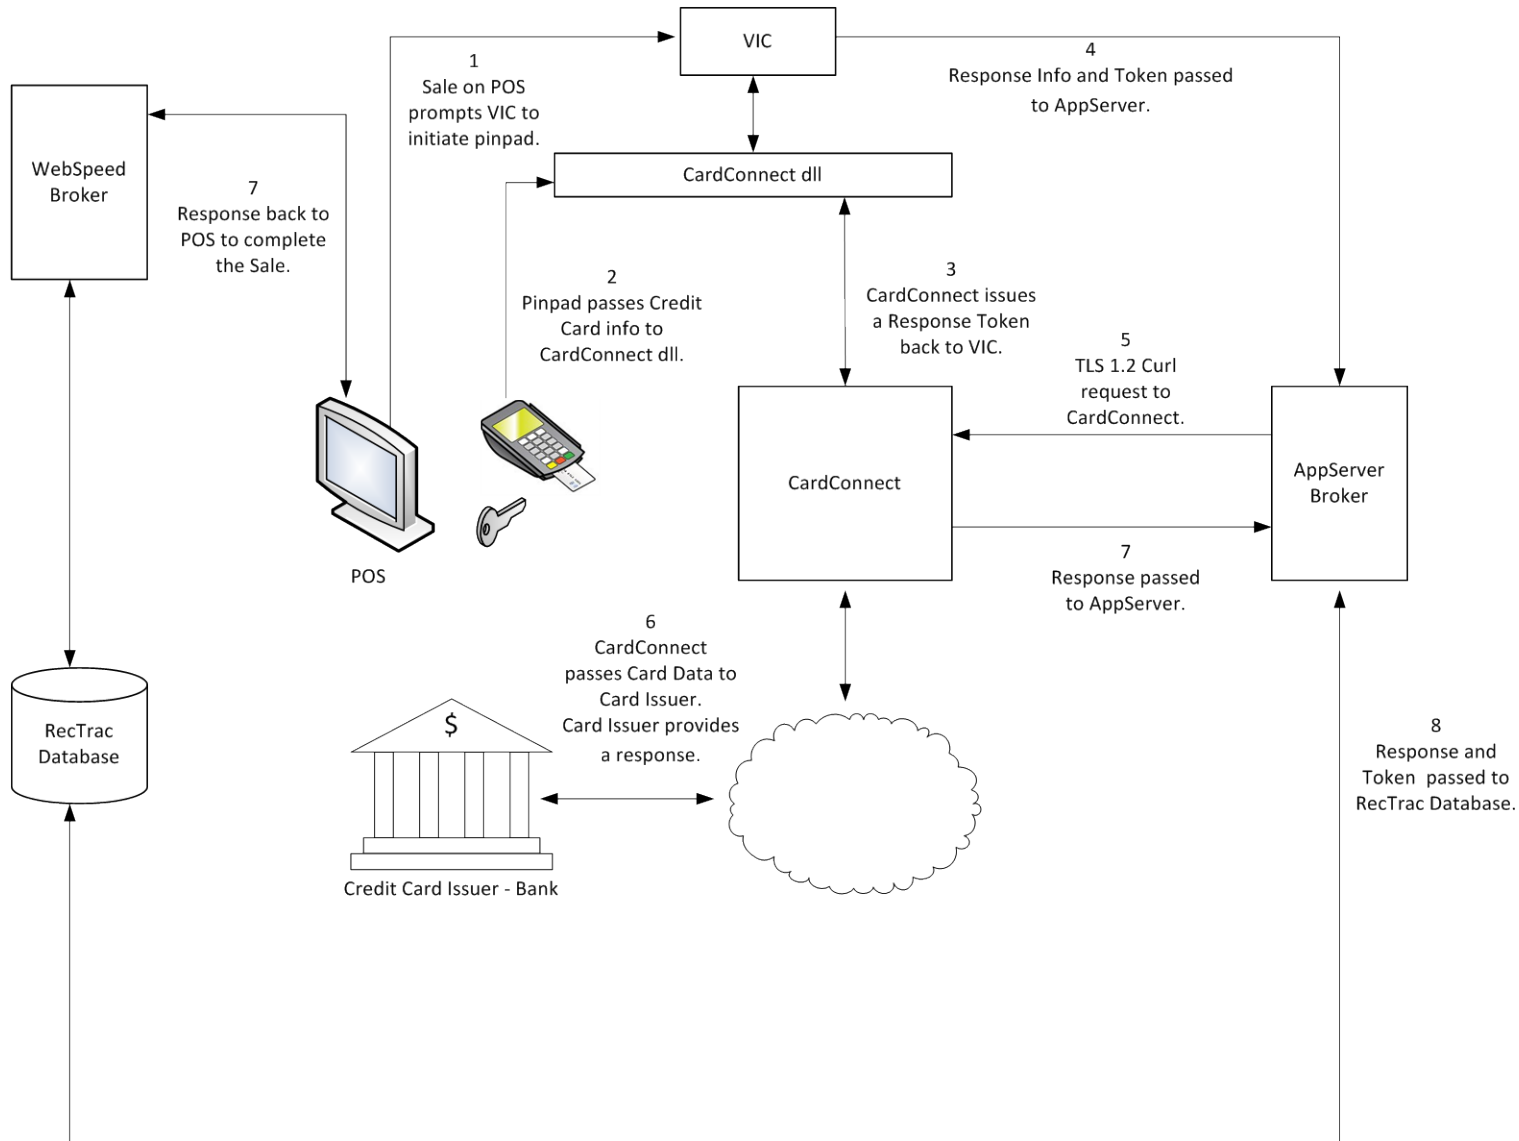 VIC
1
Sale on POS
prompts VIC to
initiate pinpad.
4
Response Info and Token passed
to AppServer.
WebSpeed
Broker
CardConnect dll
7
Response back to
POS to complete
the Sale.
2
Pinpad passes Credit
Card info to
CardConnect dll.
3
CardConnect issues
a Response Token
back to VIC.
5
TLS 1.2 Curl
request to
CardConnect.
CardConnect
AppServer
Broker
7
Response passed
to AppServer.
POS
6
CardConnect
passes Card Data to
Card Issuer.
Card Issuer provides
a response.
RecTrac
Database
$
Credit Card Issuer - Bank
8
Response and
Token  passed to
RecTrac Database.